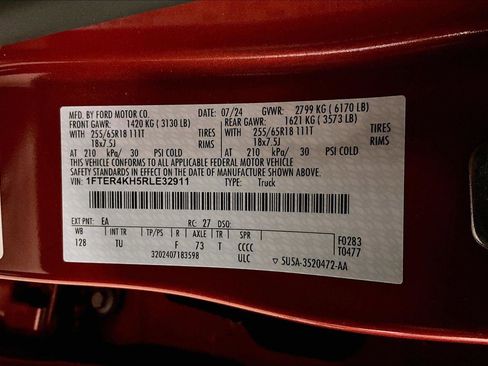 MFD. BY FORD MOTOR CO. DATE: 07/24 GVWR: 2799 KG (6170 LB)
FRONT GAWR: 1420 KG (3130 LB) REAR GAWR: 1621 KG (3573 LB)
WITH 255/65R18 111T TIRES WITH 255/65R18 111T TIRES
18x7.5J RIMS 18x7.5J RIMS
AT 210 kPa/ 30 PSI COLD AT 210 kPa/ 30 PSI COLD
THIS VEHICLE CONFORMS TO ALL APPLICABLE FEDERAL MOTOR VEHICLE
SAFETY STANDARDS IN EFFECT ON THE DATE OF MANUFACTURE SHOWN ABOVE.
VIN: 1FTER4KH5RLE32911 TYPE: Truck
EXT PNT: EA RC: 27 DSO:
WB INT TR TP/PS R AXLE TR SPR F0283
128 TU F 73 T CCCC T0477
3202407183598 ULC ▽ SU5A-3520472-AA